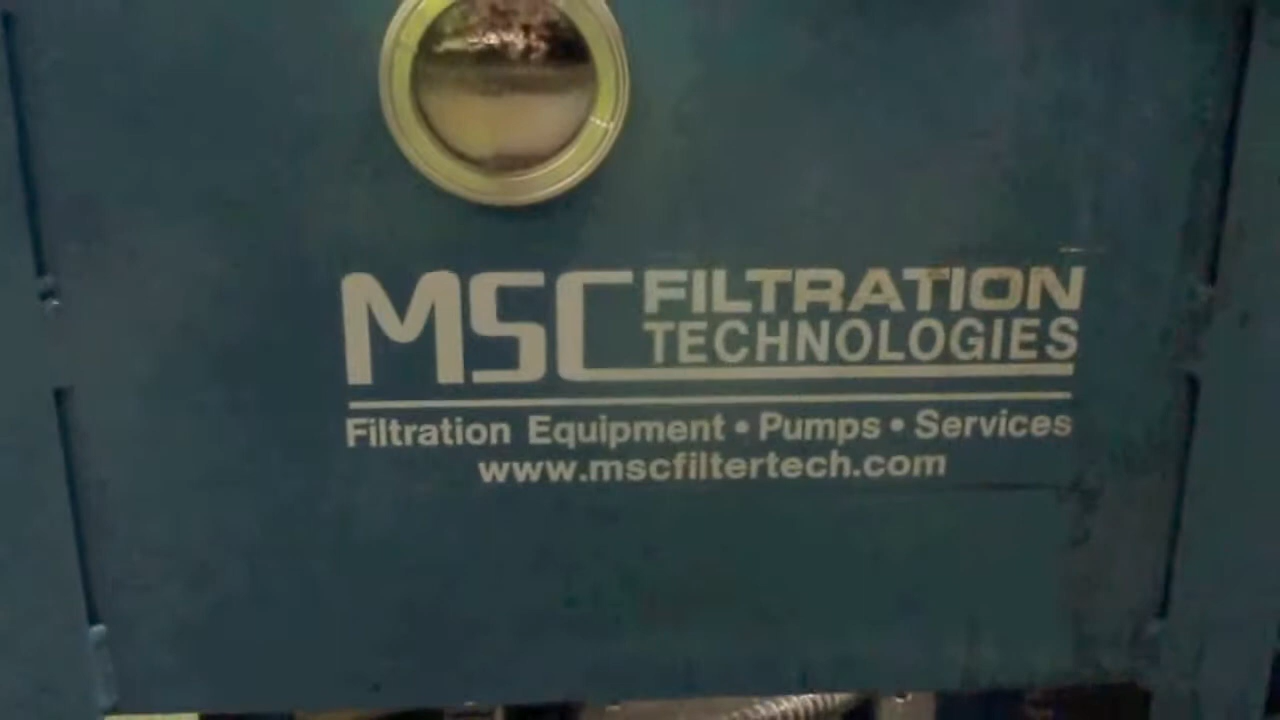 MSC FILTRATION
TECHNOLOGIES
Filtration Equipment • Pumps • Services
www.mscfiltertech.com